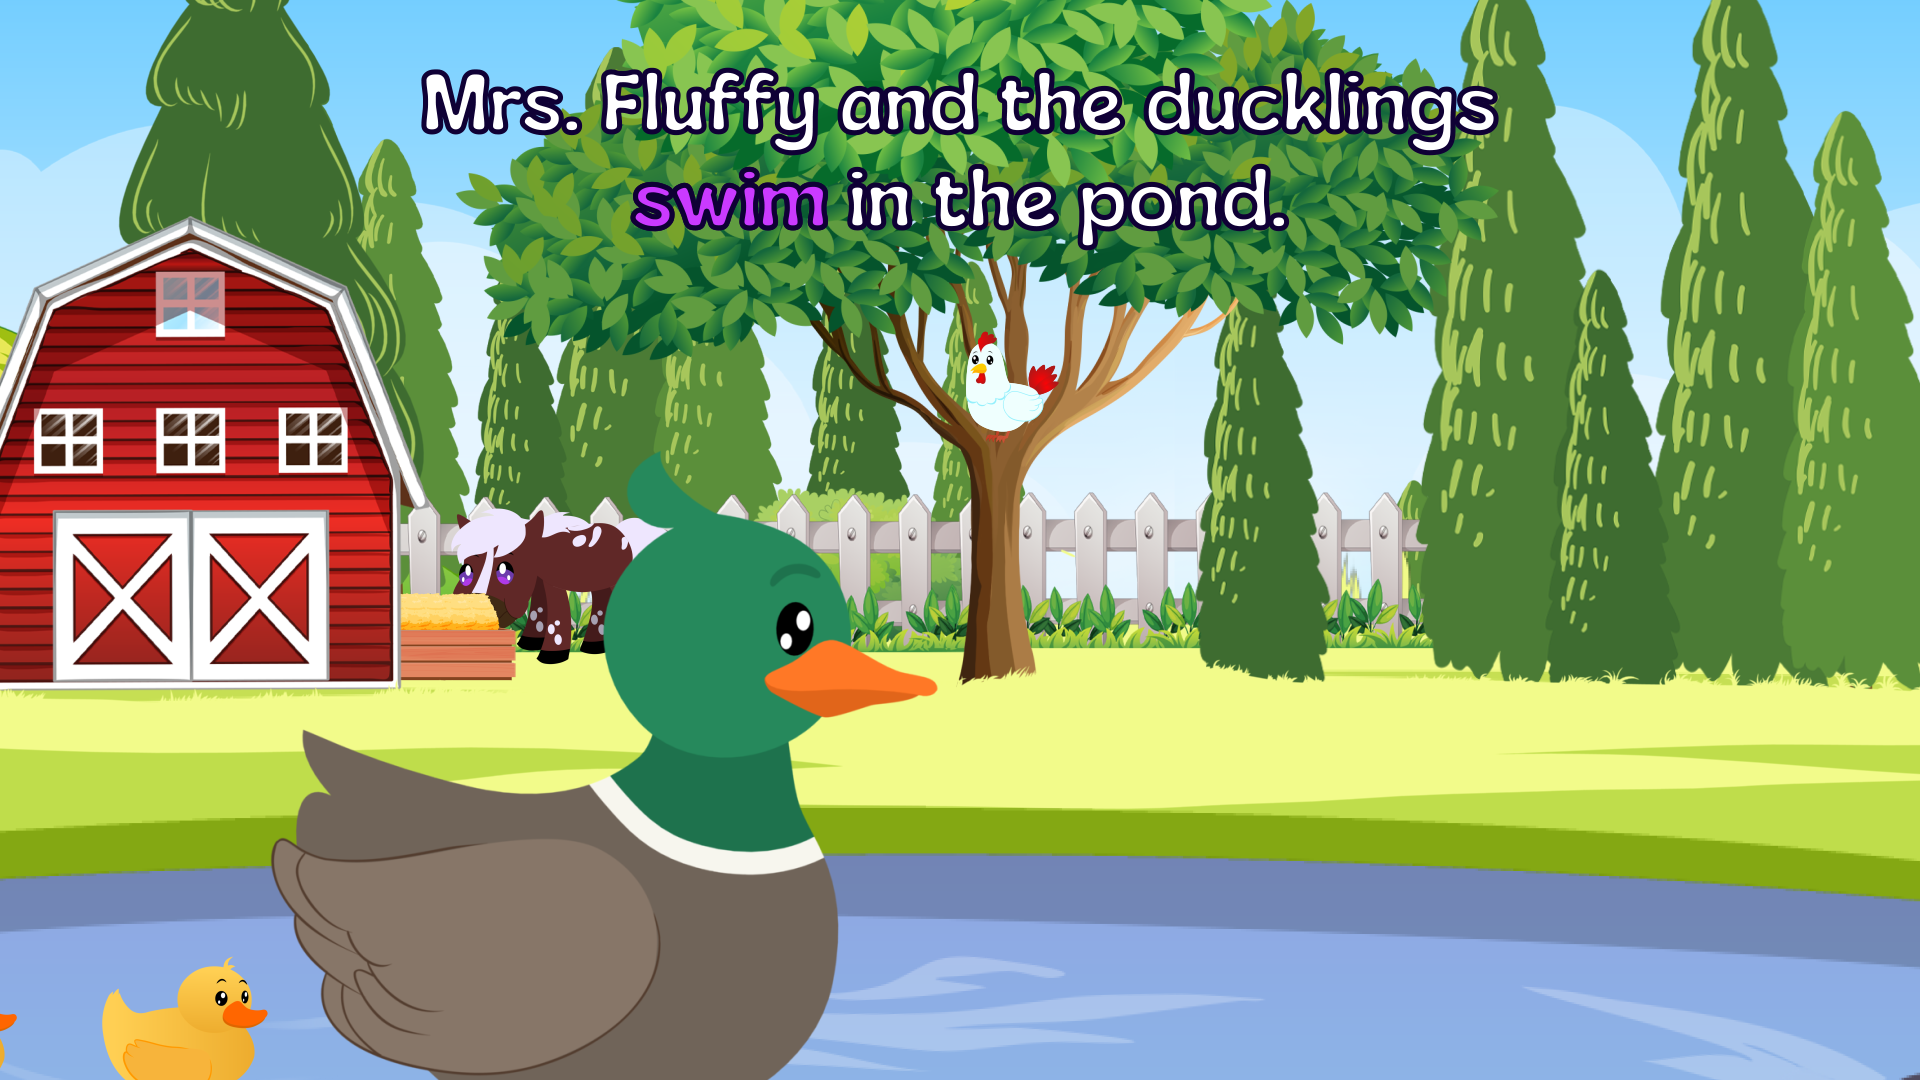 Mrs. Fluffy and the ducklings
swim in the pond.